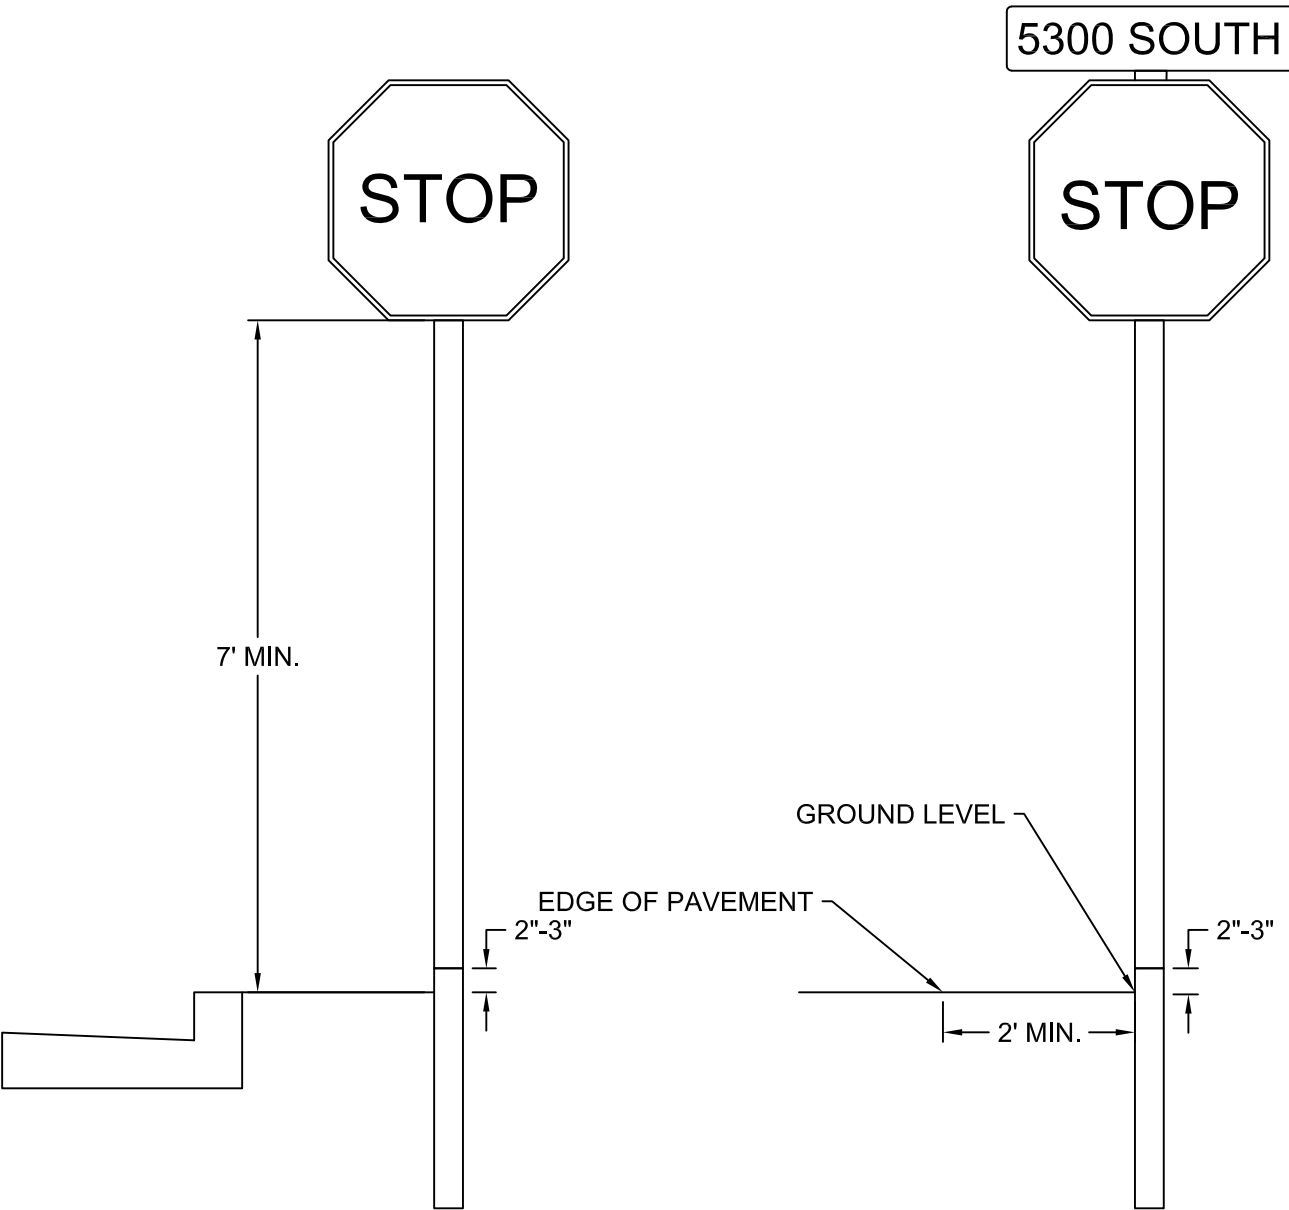 5300 SOUTH
STOP
STOP
7' MIN.
GROUND LEVEL
EDGE OF PAVEMENT
2"-3"
2"-3"
2' MIN.